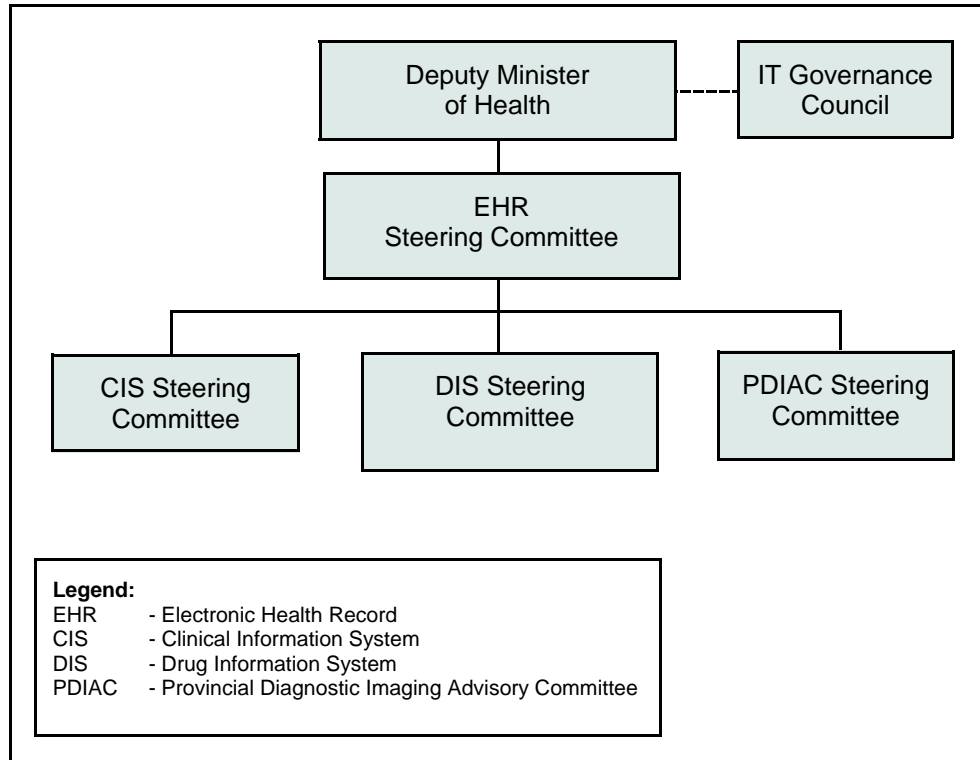 Deputy Minister
of Health
IT Governance
Council
EHR
Steering Committee
CIS Steering
Committee
DIS Steering
Committee
PDIAC Steering
Committee
Legend:
EHR - Electronic Health Record
CIS - Clinical Information System
DIS - Drug Information System
PDIAC - Provincial Diagnostic Imaging Advisory Committee